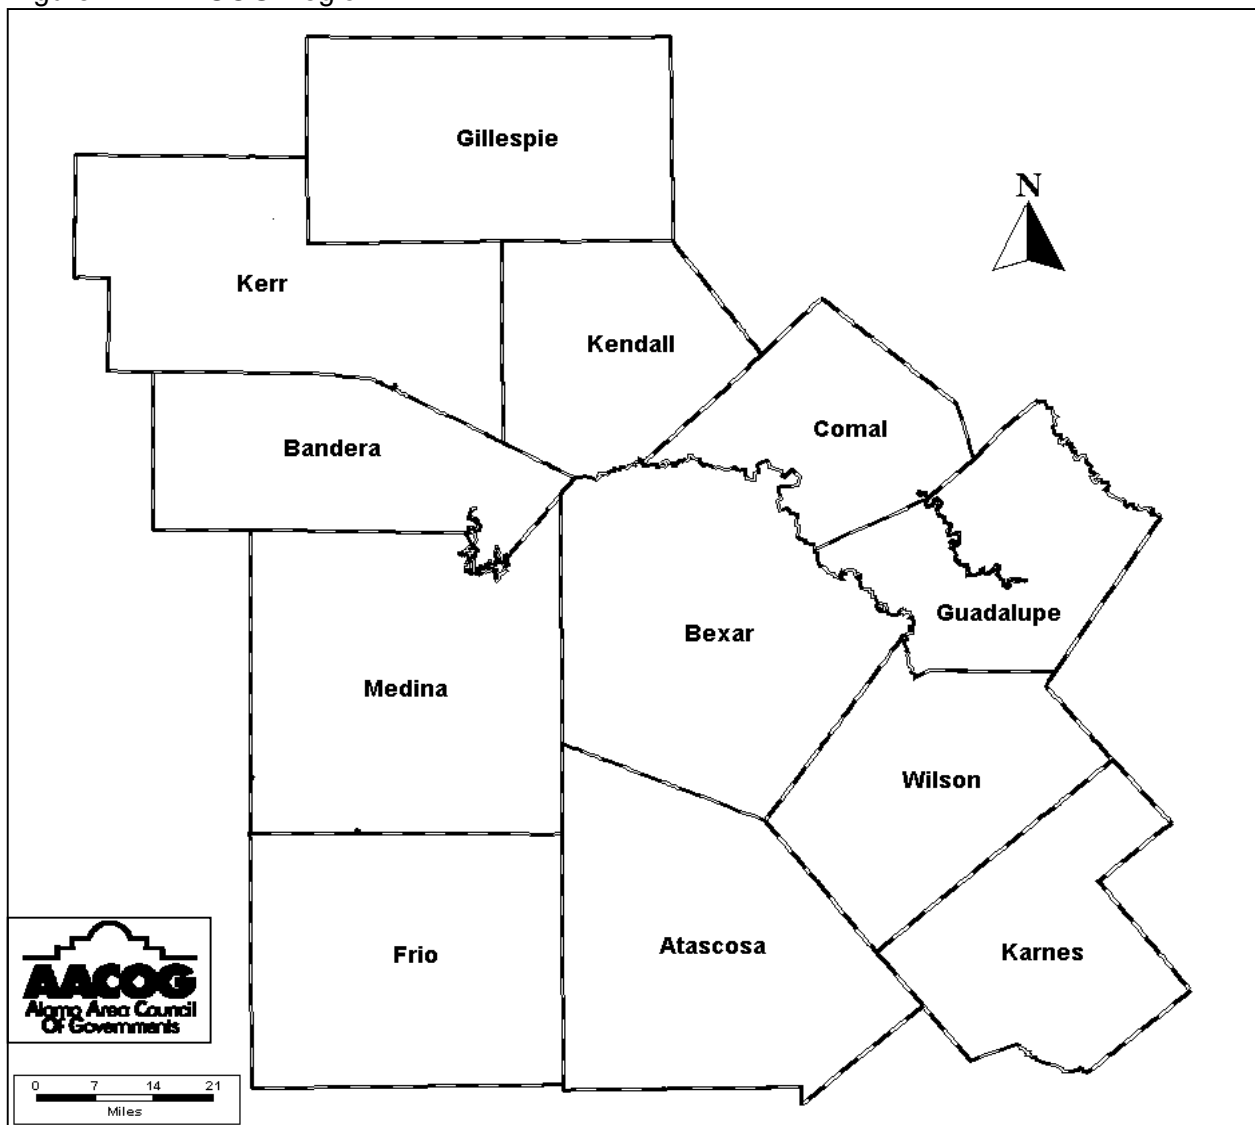 Gillespie
N
Kerr
Kendall
Comal
Bandera
Guadalupe
Bexar
Medina
Wilson
Atascosa
Karnes
Frio
AACOG
Alamo Area Council
Of Governments
0 7 14 21
Miles